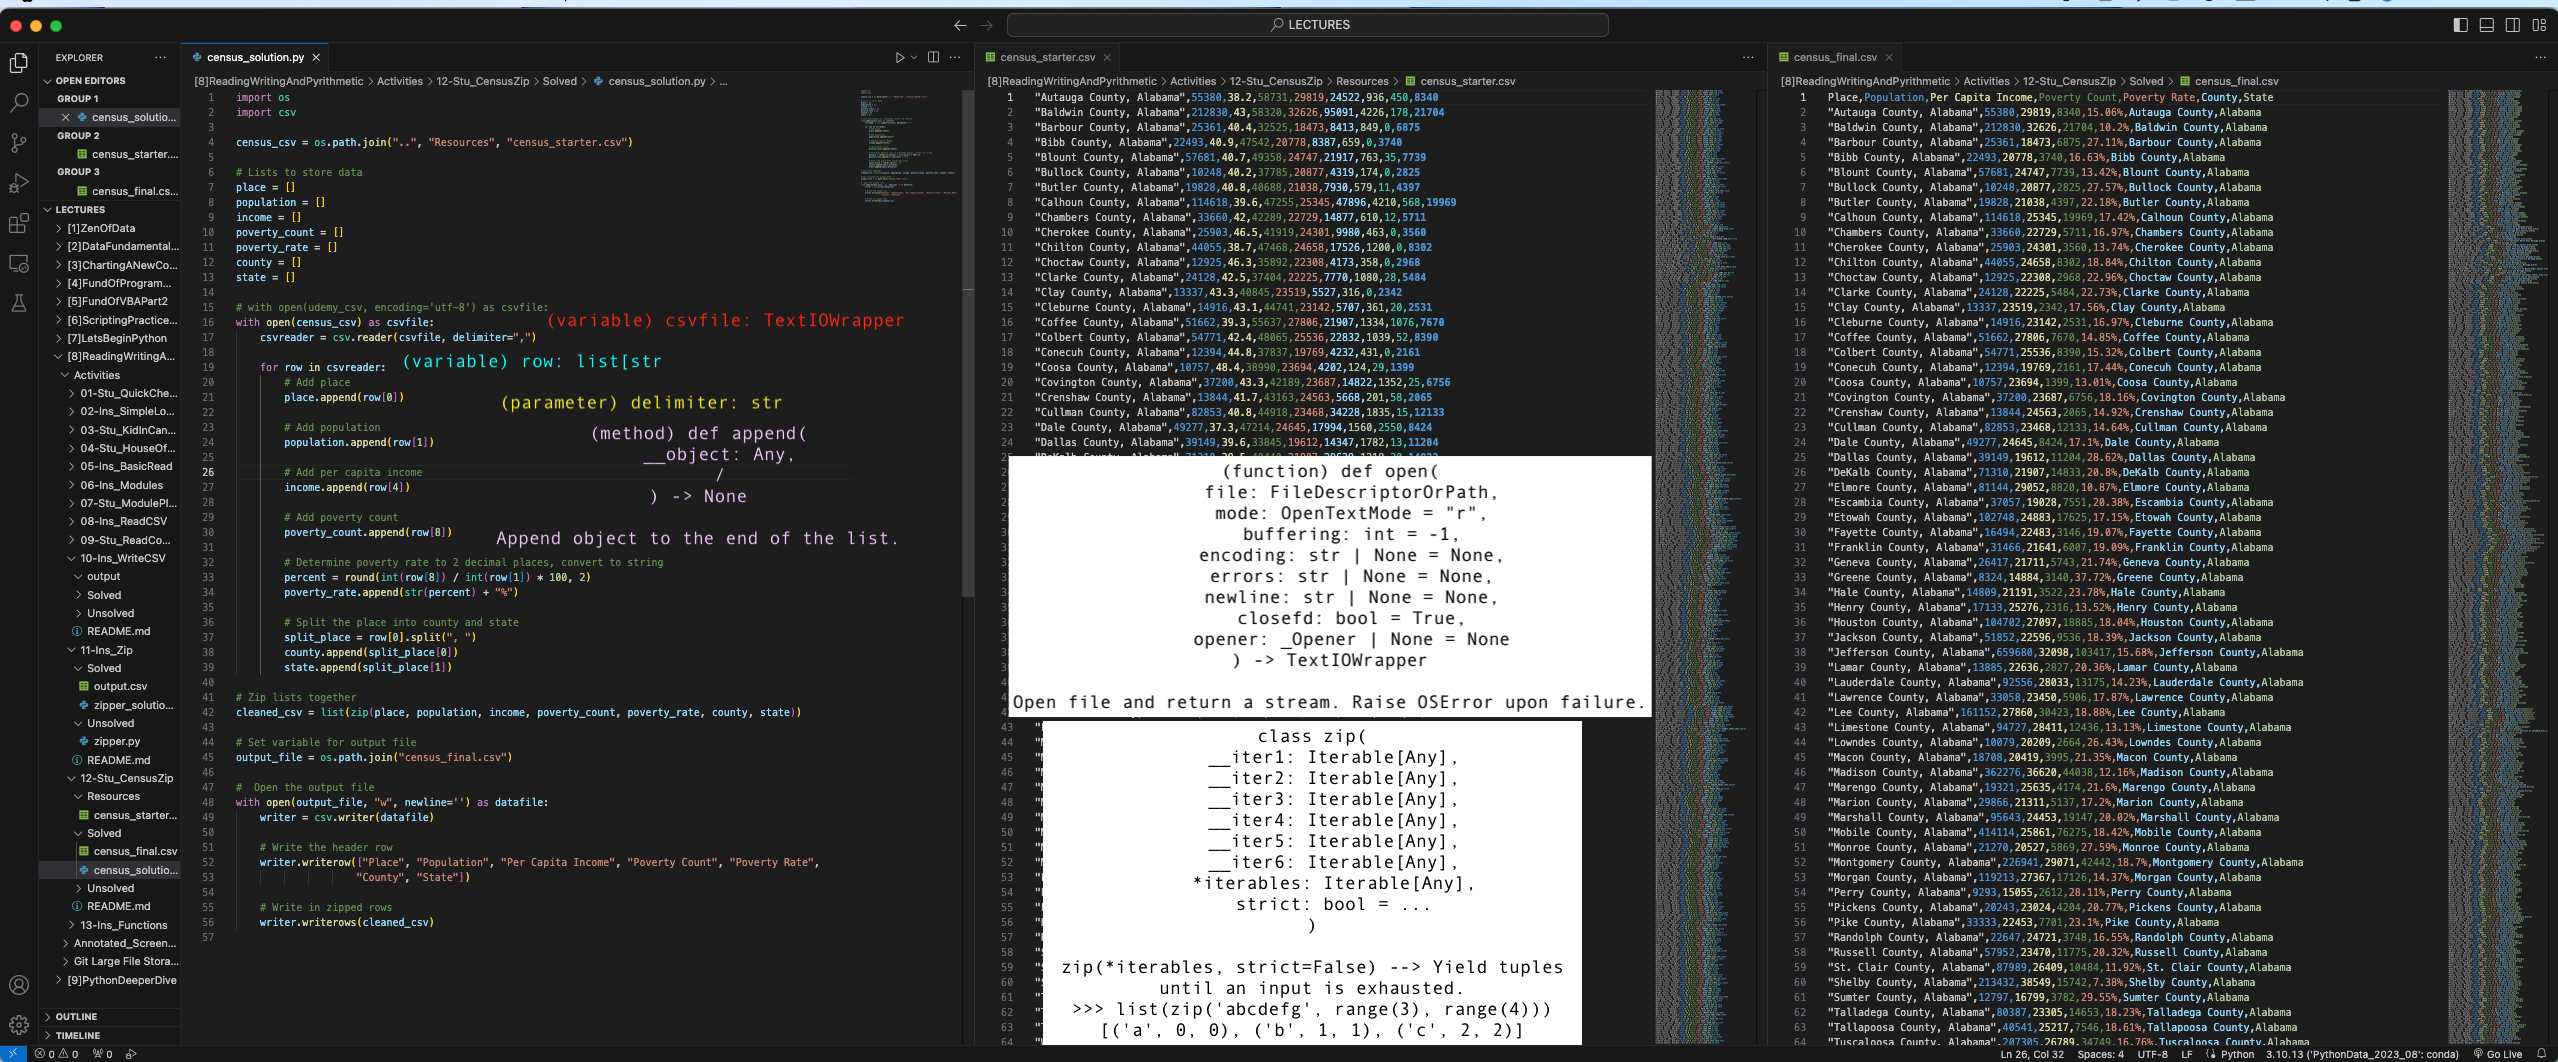 LECTURES
EXPLORER
OPEN EDITORS
GROUP 1
census_solutio...
GROUP 2
census_starter....
GROUP 3
census_final.cs...
LECTURES
[1]ZenOfData
[2]DataFundamental...
[3]ChartingANewCo...
[4]FundOfProgram...
[5]FundOfVBAPart2
[6]ScriptingPractice...
[7]LetsBeginPython
[8]ReadingWritingA...
Activities
01-Stu_QuickChe...
02-Ins_SimpleLo...
03-Stu_KidInCan...
04-Stu_HouseOf...
05-Ins_BasicRead
06-Ins_Modules
07-Stu_ModulePl...
08-Ins_ReadCSV
09-Stu_ReadCo...
10-Ins_WriteCSV
output
Solved
Unsolved
README.md
11-Ins_Zip
Solved
output.csv
zipper_solutio...
Unsolved
zipper.py
README.md
12-Stu_CensusZip
Resources
census_starter...
Solved
census_final.csv
census_solutio...
Unsolved
README.md
13-Ins_Functions
Annotated_Screen...
Git Large File Stora...
[9]PythonDeeperDive
OUTLINE
TIMELINE
census_solution.py
[8]ReadingWritingAndPyrithmetic > Activities > 12-Stu_CensusZip > Solved > census_solution.py > ...
1 import os
2 import csv
3
4 census_csv = os.path.join("..", "Resources", "census_starter.csv")
5
6 # Lists to store data
7 place = []
8 population = []
9 income = []
10 poverty_count = []
11 poverty_rate = []
12 county = []
13 state = []
14
15 # with open(udemy_csv, encoding='utf-8') as csvfile:
16 with open(census_csv) as csvfile:
(variable) csvfile: TextIOWrapper
17 csvreader = csv.reader(csvfile, delimiter=",")
18
(variable) row: list[str
19 for row in csvreader:
20 # Add place
21 place.append(row[0])
(parameter) delimiter: str
22
23 # Add population
24 population.append(row[1])
(method) def append(
__object: Any,
/
) -> None
Append object to the end of the list.
25
26 # Add per capita income
27 income.append(row[4])
28
29 # Add poverty count
30 poverty_count.append(row[8])
31
32 # Determine poverty rate to 2 decimal places, convert to string
33 percent = round(int(row[8]) / int(row[1]) * 100, 2)
34 poverty_rate.append(str(percent) + "%")
35
36 # Split the place into county and state
37 split_place = row[0].split(", ")
38 county.append(split_place[0])
39 state.append(split_place[1])
40
41 # Zip lists together
42 cleaned_csv = list(zip(place, population, income, poverty_count, poverty_rate, county, state))
43
44 # Set variable for output file
45 output_file = os.path.join("census_final.csv")
46
47 # Open the output file
48 with open(output_file, "w", newline='') as datafile:
49 writer = csv.writer(datafile)
50
51 # Write the header row
52 writer.writerow(["Place", "Population", "Per Capita Income", "Poverty Count", "Poverty Rate",
53 "County", "State"])
54
55 # Write in zipped rows
56 writer.writerows(cleaned_csv)
57
census_starter.csv
[8]ReadingWritingAndPyrithmetic > Activities > 12-Stu_CensusZip > Resources > census_starter.csv
1 "Autauga County, Alabama",55380,38.2,58731,29819,24522,936,450,8340
2 "Baldwin County, Alabama",212830,43,58320,32626,95091,4226,178,21704
3 "Barbour County, Alabama",25361,40.4,32525,18473,8413,849,0,6875
4 "Bibb County, Alabama",22493,40.9,47542,20778,8387,659,0,3740
5 "Blount County, Alabama",57681,40.7,49358,24747,21917,763,35,7739
6 "Bullock County, Alabama",10248,40.2,37785,20877,4319,174,0,2825
7 "Butler County, Alabama",19828,40.8,40688,21038,7930,579,11,4397
8 "Calhoun County, Alabama",114618,39.6,47255,25345,47896,4210,568,19969
9 "Chambers County, Alabama",33660,42,42289,22729,14877,610,12,5711
10 "Cherokee County, Alabama",25903,46.5,41919,24301,9980,463,0,3560
11 "Chilton County, Alabama",44055,38.7,47468,24658,17526,1200,0,8302
12 "Choctaw County, Alabama",12925,46.3,35892,22308,4173,358,0,2968
13 "Clarke County, Alabama",24128,42.5,37404,22225,7770,1080,28,5484
14 "Clay County, Alabama",13337,43.3,40845,23519,5527,316,0,2342
15 "Cleburne County, Alabama",14916,43.1,44741,23142,5707,361,20,2531
16 "Coffee County, Alabama",51662,39.3,55637,27806,21907,1334,1076,7670
17 "Colbert County, Alabama",54771,42.4,48065,25536,22832,1039,52,8390
18 "Conecuh County, Alabama",12394,44.8,37837,19769,4232,431,0,2161
19 "Coosa County, Alabama",10757,48.4,38990,23694,4202,124,29,1399
20 "Covington County, Alabama",37200,43.3,42189,23687,14822,1352,25,6756
21 "Crenshaw County, Alabama",13844,41.7,43163,24563,5668,201,58,2065
22 "Cullman County, Alabama",82853,40.8,44918,23468,34228,1835,15,12133
23 "Dale County, Alabama",49277,37.3,47214,24645,17994,1560,2550,8424
24 "Dallas County, Alabama",39149,39.6,33845,19612,14347,1782,13,11204
(function) def open(
file: FileDescriptorOrPath,
mode: OpenTextMode = "r",
buffering: int = -1,
encoding: str | None = None,
errors: str | None = None,
newline: str | None = None,
closefd: bool = True,
opener: _Opener | None = None
) -> TextIOWrapper
Open file and return a stream. Raise OSError upon failure.
class zip(
__iter1: Iterable[Any],
__iter2: Iterable[Any],
__iter3: Iterable[Any],
__iter4: Iterable[Any],
__iter5: Iterable[Any],
__iter6: Iterable[Any],
*iterables: Iterable[Any],
strict: bool = ...
)
zip(*iterables, strict=False) --> Yield tuples
until an input is exhausted.
>>> list(zip('abcdefg', range(3), range(4)))
[('a', 0, 0), ('b', 1, 1), ('c', 2, 2)]
census_final.csv
[8]ReadingWritingAndPyrithmetic > Activities > 12-Stu_CensusZip > Solved > census_final.csv
1 Place,Population,Per Capita Income,Poverty Count,Poverty Rate,County,State
2 "Autauga County, Alabama",55380,29819,8340,15.06%,Autauga County,Alabama
3 "Baldwin County, Alabama",212830,32626,21704,10.2%,Baldwin County,Alabama
4 "Barbour County, Alabama",25361,18473,6875,27.11%,Barbour County,Alabama
5 "Bibb County, Alabama",22493,20778,3740,16.63%,Bibb County,Alabama
6 "Blount County, Alabama",57681,24747,7739,13.42%,Blount County,Alabama
7 "Bullock County, Alabama",10248,20877,2825,27.57%,Bullock County,Alabama
8 "Butler County, Alabama",19828,21038,4397,22.18%,Butler County,Alabama
9 "Calhoun County, Alabama",114618,25345,19969,17.42%,Calhoun County,Alabama
10 "Chambers County, Alabama",33660,22729,5711,16.97%,Chambers County,Alabama
11 "Cherokee County, Alabama",25903,24301,3560,13.74%,Cherokee County,Alabama
12 "Chilton County, Alabama",44055,24658,8302,18.84%,Chilton County,Alabama
13 "Choctaw County, Alabama",12925,22308,2968,22.96%,Choctaw County,Alabama
14 "Clarke County, Alabama",24128,22225,5484,22.73%,Clarke County,Alabama
15 "Clay County, Alabama",13337,23519,2342,17.56%,Clay County,Alabama
16 "Cleburne County, Alabama",14916,23142,2531,16.97%,Cleburne County,Alabama
17 "Coffee County, Alabama",51662,27806,7670,14.85%,Coffee County,Alabama
18 "Colbert County, Alabama",54771,25536,8390,15.32%,Colbert County,Alabama
19 "Conecuh County, Alabama",12394,19769,2161,17.44%,Conecuh County,Alabama
20 "Coosa County, Alabama",10757,23694,1399,13.01%,Coosa County,Alabama
21 "Covington County, Alabama",37200,23687,6756,18.16%,Covington County,Alabama
22 "Crenshaw County, Alabama",13844,24563,2065,14.92%,Crenshaw County,Alabama
23 "Cullman County, Alabama",82853,23468,12133,14.64%,Cullman County,Alabama
24 "Dale County, Alabama",49277,24645,8424,17.1%,Dale County,Alabama
25 "Dallas County, Alabama",39149,19612,11204,28.62%,Dallas County,Alabama
26 "DeKalb County, Alabama",71310,21907,14833,20.8%,DeKalb County,Alabama
27 "Elmore County, Alabama",81144,29052,8820,10.87%,Elmore County,Alabama
28 "Escambia County, Alabama",37057,19028,7551,20.38%,Escambia County,Alabama
29 "Etowah County, Alabama",102748,24883,17625,17.15%,Etowah County,Alabama
30 "Fayette County, Alabama",16494,22483,3146,19.07%,Fayette County,Alabama
31 "Franklin County, Alabama",31466,21641,6007,19.09%,Franklin County,Alabama
32 "Geneva County, Alabama",26417,21711,5743,21.74%,Geneva County,Alabama
33 "Greene County, Alabama",8324,14884,3140,37.72%,Greene County,Alabama
34 "Hale County, Alabama",14809,21191,3522,23.78%,Hale County,Alabama
35 "Henry County, Alabama",17133,25276,2316,13.52%,Henry County,Alabama
36 "Houston County, Alabama",104702,27097,18885,18.04%,Houston County,Alabama
37 "Jackson County, Alabama",51852,22596,9536,18.39%,Jackson County,Alabama
38 "Jefferson County, Alabama",659680,32098,103417,15.68%,Jefferson County,Alabama
39 "Lamar County, Alabama",13885,22636,2827,20.36%,Lamar County,Alabama
40 "Lauderdale County, Alabama",92556,28033,13175,14.23%,Lauderdale County,Alabama
41 "Lawrence County, Alabama",33058,23450,5906,17.87%,Lawrence County,Alabama
42 "Lee County, Alabama",161152,27860,30423,18.88%,Lee County,Alabama
43 "Limestone County, Alabama",94727,28411,12436,13.13%,Limestone County,Alabama
44 "Lowndes County, Alabama",10079,20209,2664,26.43%,Lowndes County,Alabama
45 "Macon County, Alabama",18708,20419,3995,21.35%,Macon County,Alabama
46 "Madison County, Alabama",362276,36620,44038,12.16%,Madison County,Alabama
47 "Marengo County, Alabama",19321,25635,4174,21.6%,Marengo County,Alabama
48 "Marion County, Alabama",29866,21311,5137,17.2%,Marion County,Alabama
49 "Marshall County, Alabama",95643,24453,19147,20.02%,Marshall County,Alabama
50 "Mobile County, Alabama",414114,25861,76275,18.42%,Mobile County,Alabama
51 "Monroe County, Alabama",21270,20527,5869,27.59%,Monroe County,Alabama
52 "Montgomery County, Alabama",226941,29071,42442,18.7%,Montgomery County,Alabama
53 "Morgan County, Alabama",119213,27367,17126,14.37%,Morgan County,Alabama
54 "Perry County, Alabama",9293,15055,2612,28.11%,Perry County,Alabama
55 "Pickens County, Alabama",20243,23024,4204,20.77%,Pickens County,Alabama
56 "Pike County, Alabama",33333,22453,7701,23.1%,Pike County,Alabama
57 "Randolph County, Alabama",22647,24721,3748,16.55%,Randolph County,Alabama
58 "Russell County, Alabama",57952,23470,11775,20.32%,Russell County,Alabama
59 "St. Clair County, Alabama",87989,26409,10484,11.92%,St. Clair County,Alabama
60 "Shelby County, Alabama",213432,38549,15742,7.38%,Shelby County,Alabama
61 "Sumter County, Alabama",12797,16799,3782,29.55%,Sumter County,Alabama
62 "Talladega County, Alabama",80387,23305,14653,18.23%,Talladega County,Alabama
63 "Tallapoosa County, Alabama",40541,25217,7546,18.61%,Tallapoosa County,Alabama
64 "Tuscaloosa County, Alabama",207305,26789,34749,16.76%,Tuscaloosa County,Alabama
0 0 0
Ln 26, Col 32 Spaces: 4 UTF-8 LF Python 3.10.13 ('PythonData_2023_08': conda) Go Live